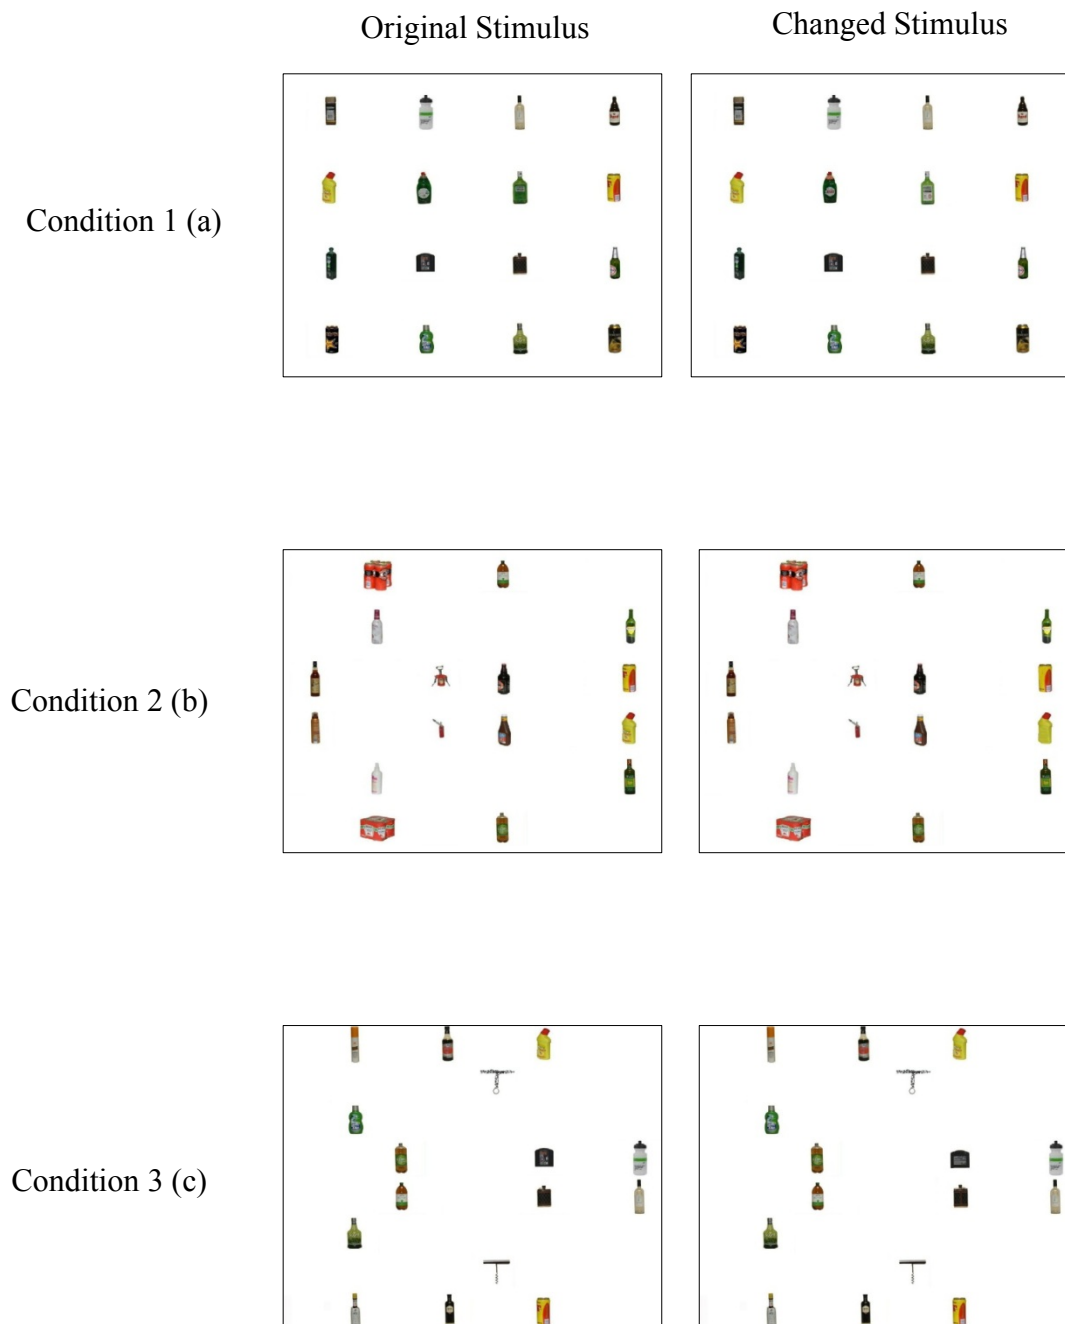 Original Stimulus
Changed Stimulus
Condition 1 (a)
Condition 2 (b)
Condition 3 (c)